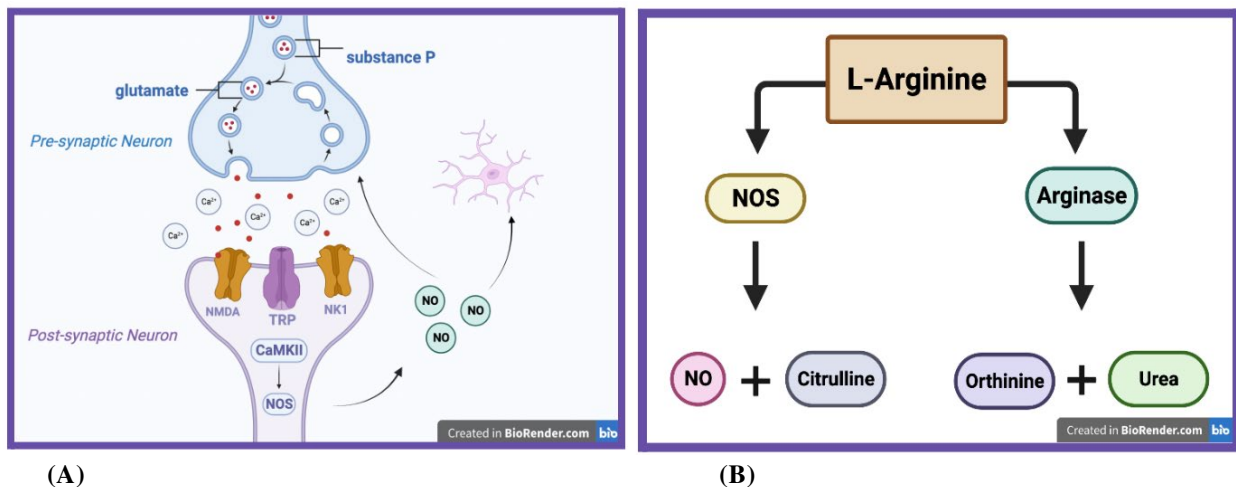 substance P
glutamate
Pre-synaptic Neuron
Ca²⁺
Ca²⁺
Ca²⁺
Ca²⁺
Ca²⁺
NMDA
TRP
NK1
NO
NO
NO
Post-synaptic Neuron
CaMKII
NOS
Created in BioRender.com bio
(A)
L-Arginine
NOS
Arginase
NO + Citrulline
Orthinine + Urea
Created in BioRender.com bio
(B)